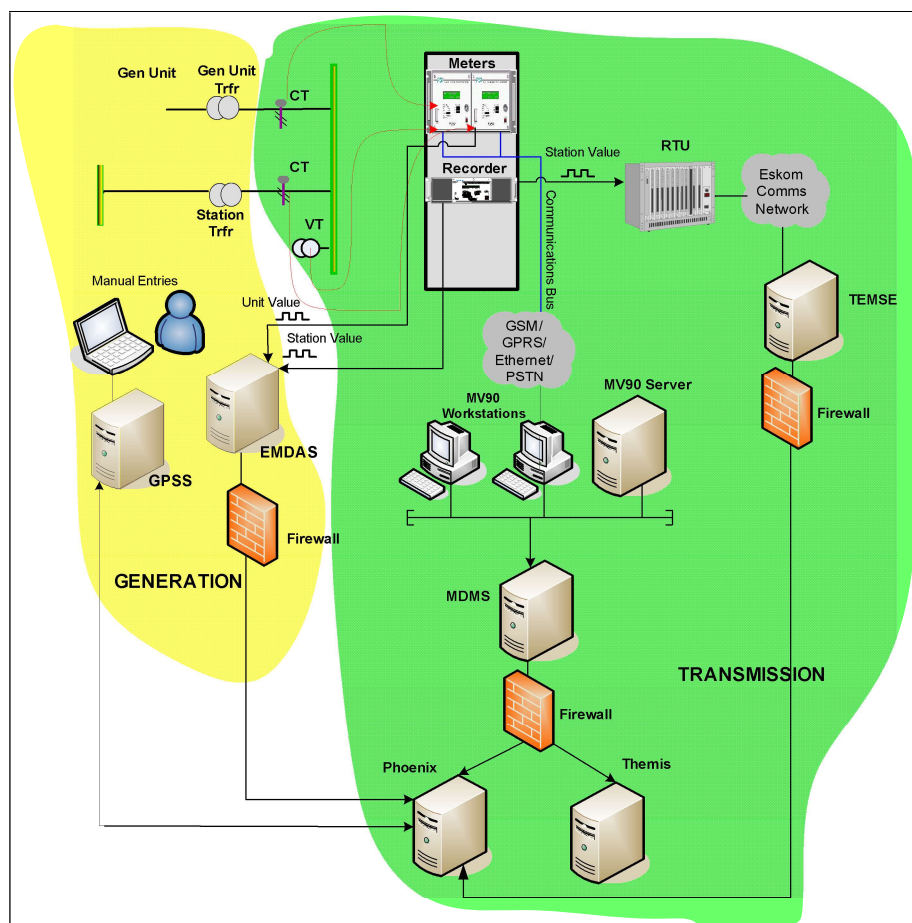 Gen Unit
Gen Unit
Trfr
CT
CT
Station
Trfr
VT
Meters
Recorder
Station Value
RTU
Eskom
Comms
Network
Communications Bus
TEMSE
Manual Entries
Unit Value
Station Value
GSM/
GPRS/
Ethernet/
PSTN
MV90
Workstations
MV90 Server
Firewall
EMDAS
GPSS
Firewall
GENERATION
MDMS
TRANSMISSION
Firewall
Phoenix
Themis